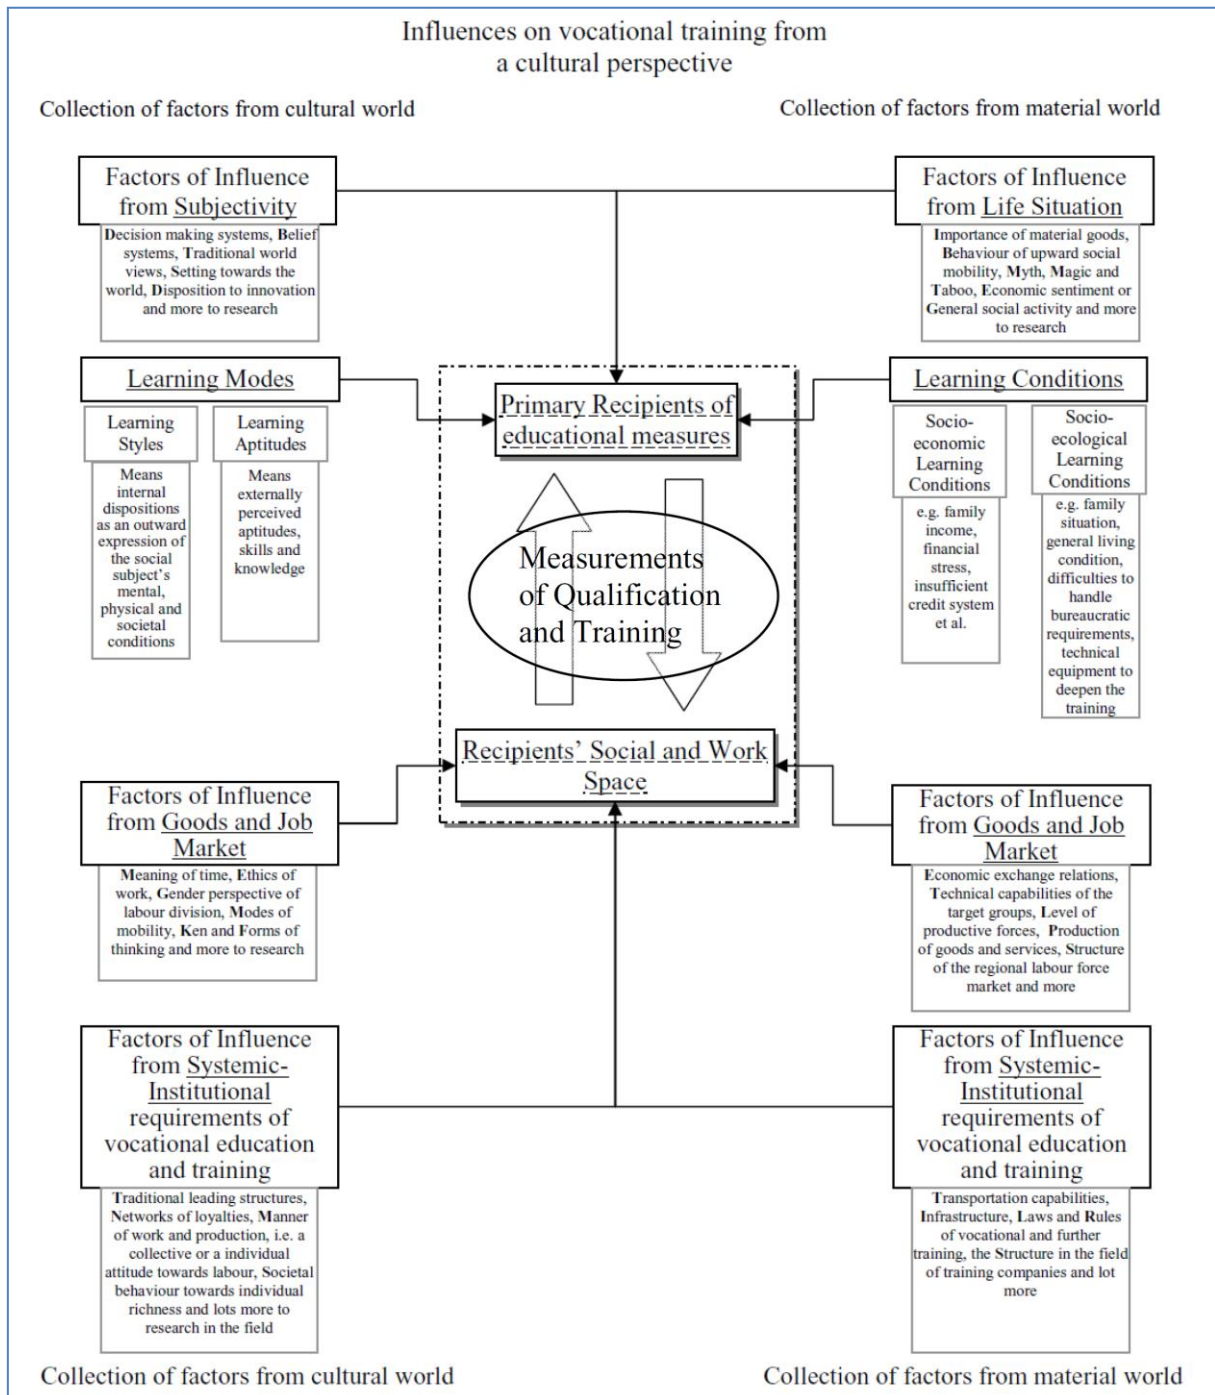 Influences on vocational training from
a cultural perspective
Collection of factors from cultural world
Collection of factors from material world
Factors of Influence
from Subjectivity
Decision making systems, Belief
systems, Traditional world
views, Setting towards the
world, Disposition to innovation
and more to research
Factors of Influence
from Life Situation
Importance of material goods,
Behaviour of upward social
mobility, Myth, Magic and
Taboo, Economic sentiment or
General social activity and more
to research
Learning Modes
Learning
Styles
Means
internal
dispositions
as an outward
expression of
the social
subject's
mental,
physical and
societal
conditions
Learning
Aptitudes
Means
externally
perceived
aptitudes,
skills and
knowledge
Primary Recipients of
educational measures
Learning Conditions
Socio-
economic
Learning
Conditions
e.g. family
income,
financial
stress,
insufficient
credit system
et al.
Socio-
ecological
Learning
Conditions
e.g. family
situation,
general living
condition,
difficulties to
handle
bureaucratic
requirements,
technical
equipment to
deepen the
training
Measurements
of Qualification
and Training
Recipients' Social and Work
Space
Factors of Influence
from Goods and Job
Market
Meaning of time, Ethics of
work, Gender perspective of
labour division, Modes of
mobility, Ken and Forms of
thinking and more to research
Factors of Influence
from Goods and Job
Market
Economic exchange relations,
Technical capabilities of the
target groups, Level of
productive forces, Production
of goods and services, Structure
of the regional labour force
market and more
Factors of Influence
from Systemic-
Institutional
requirements of
vocational education
and training
Traditional leading structures,
Networks of loyalties, Manner
of work and production, i.e. a
collective or a individual
attitude towards labour, Societal
behaviour towards individual
richness and lots more to
research in the field
Factors of Influence
from Systemic-
Institutional
requirements of
vocational education
and training
Transportation capabilities,
Infrastructure, Laws and Rules
of vocational and further
training, the Structure in the field
of training companies and lot
more
Collection of factors from cultural world
Collection of factors from material world